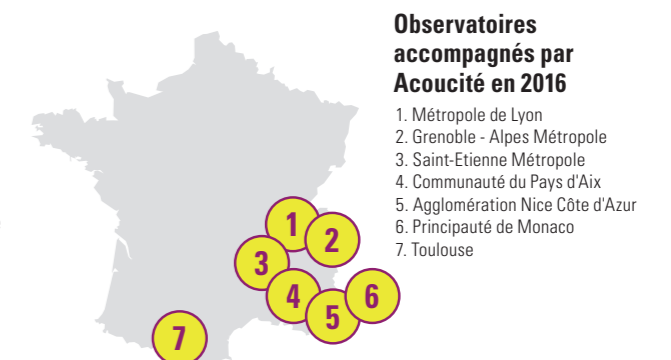 Observatoires
accompagnés par
Acoucité en 2016
1. Métropole de Lyon
2. Grenoble - Alpes Métropole
3. Saint-Etienne Métropole
4. Communauté du Pays d'Aix
5. Agglomération Nice Côte d'Azur
6. Principauté de Monaco
7. Toulouse
1
2
3
4
5
6
7